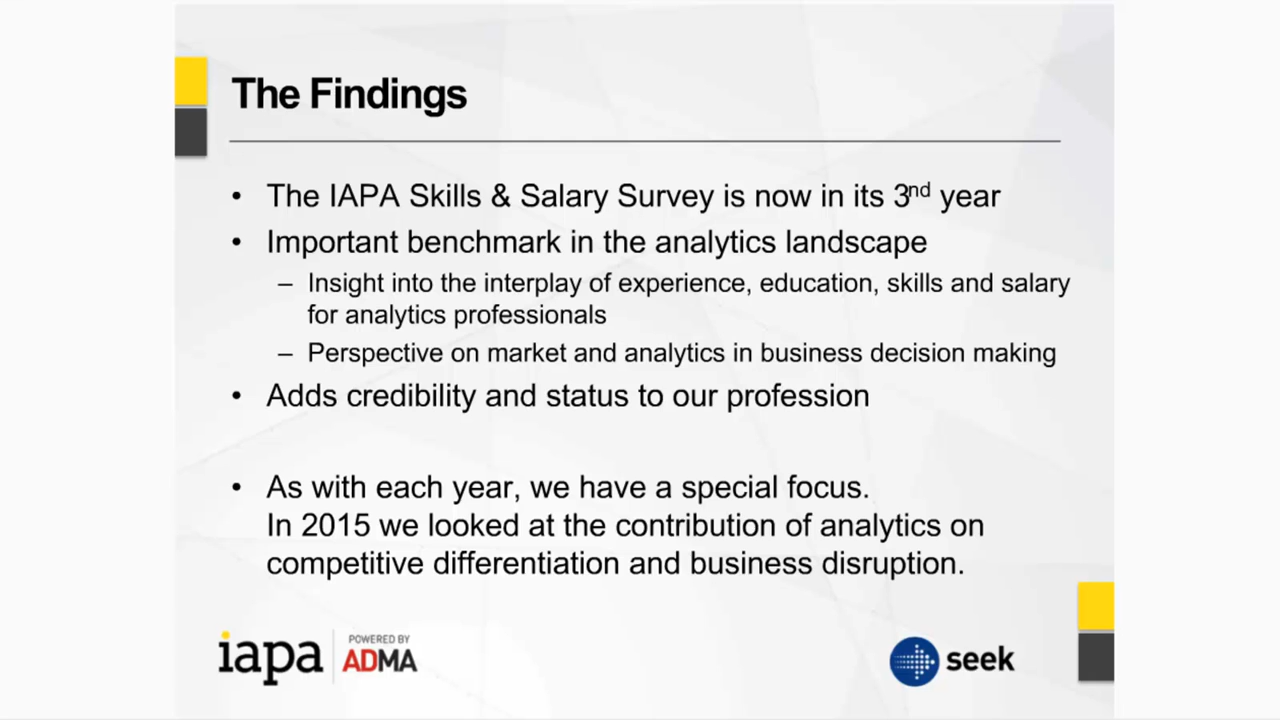 The Findings
• The IAPA Skills & Salary Survey is now in its 3nd year
• Important benchmark in the analytics landscape
– Insight into the interplay of experience, education, skills and salary
for analytics professionals
– Perspective on market and analytics in business decision making
• Adds credibility and status to our profession
• As with each year, we have a special focus.
In 2015 we looked at the contribution of analytics on
competitive differentiation and business disruption.
iapa
POWERED BY
ADMA
seek